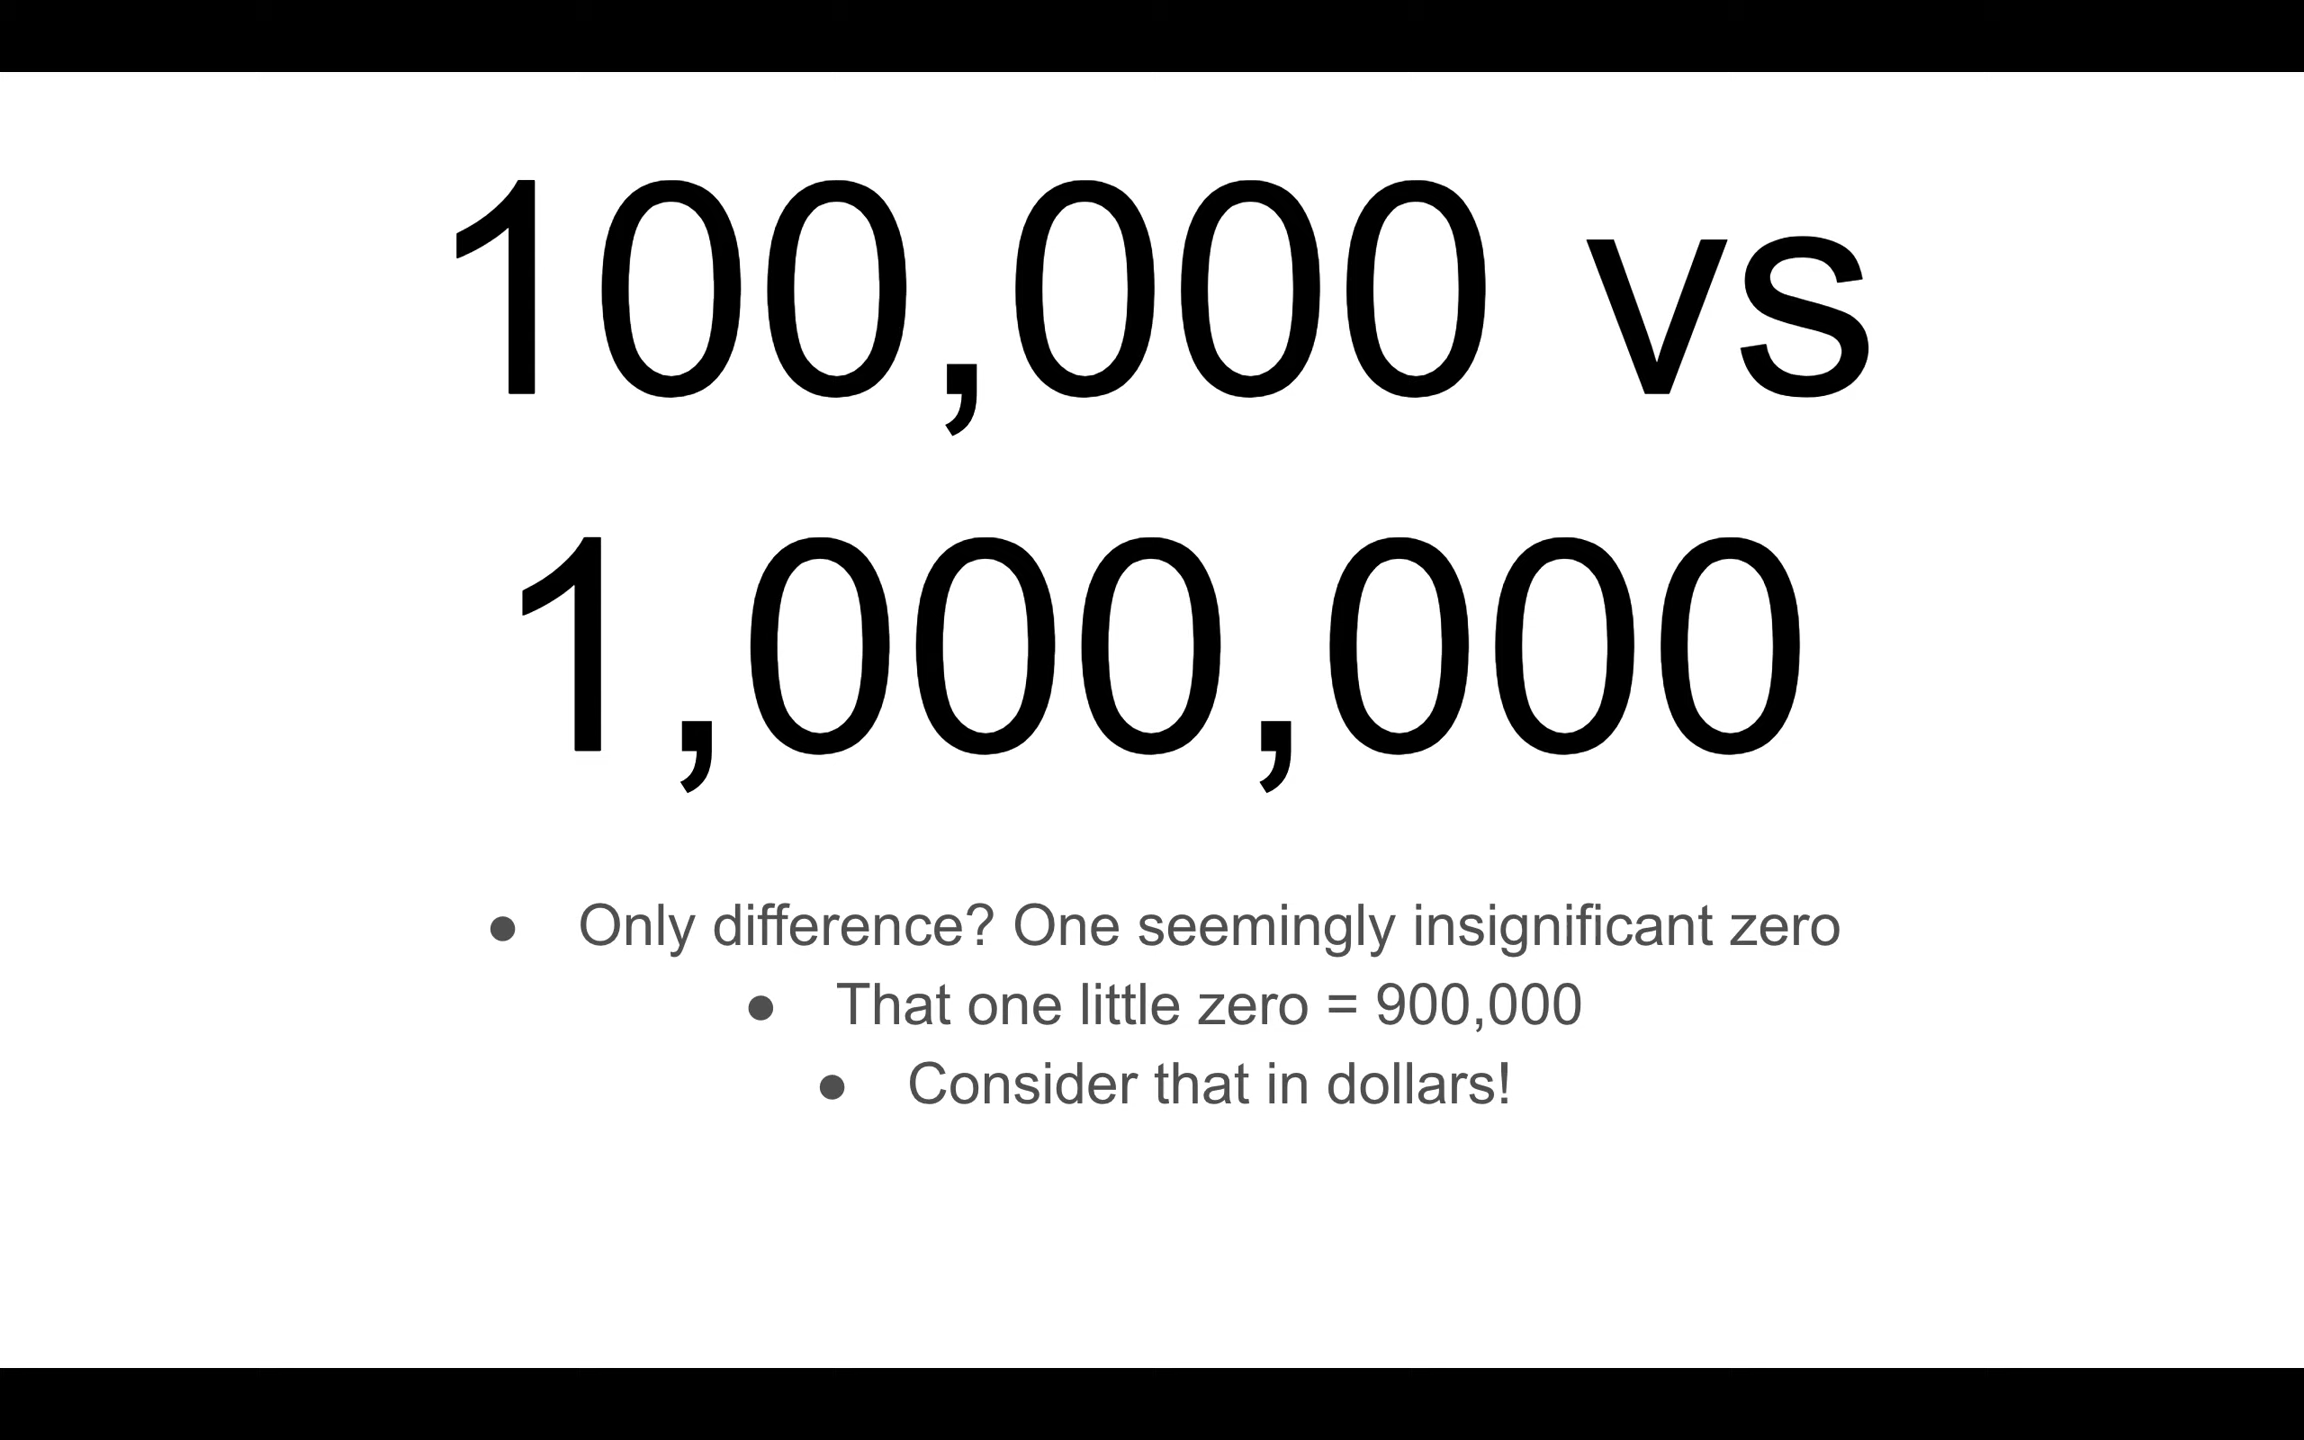 100,000 vs
1,000,000
● Only difference? One seemingly insignificant zero
● That one little zero = 900,000
● Consider that in dollars!